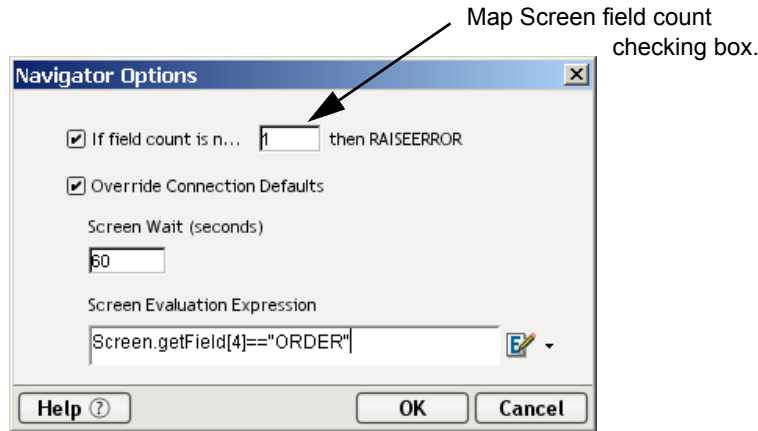 Map Screen field count
checking box.
Navigator Options
If field count is n... 1 then RAISEERROR
Override Connection Defaults
Screen Wait (seconds)
60
Screen Evaluation Expression
Screen.getField[4]=="ORDER"
Help ? OK Cancel